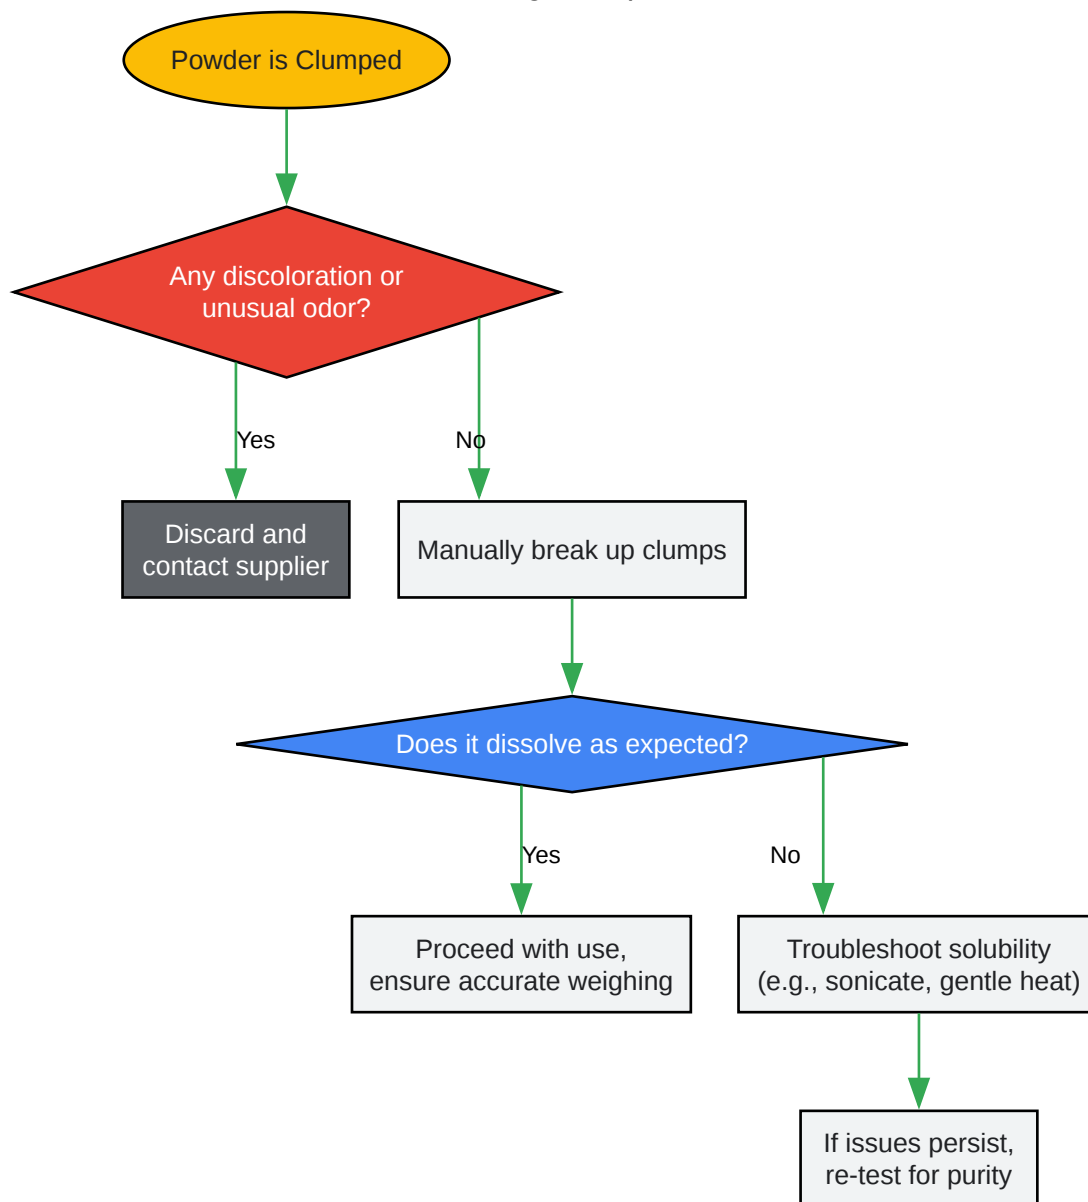 Powder is Clumped
Any discoloration or
unusual odor?
Yes
No
Discard and
contact supplier
Manually break up clumps
Does it dissolve as expected?
Yes
No
Proceed with use,
ensure accurate weighing
Troubleshoot solubility
(e.g., sonicate, gentle heat)
If issues persist,
re-test for purity